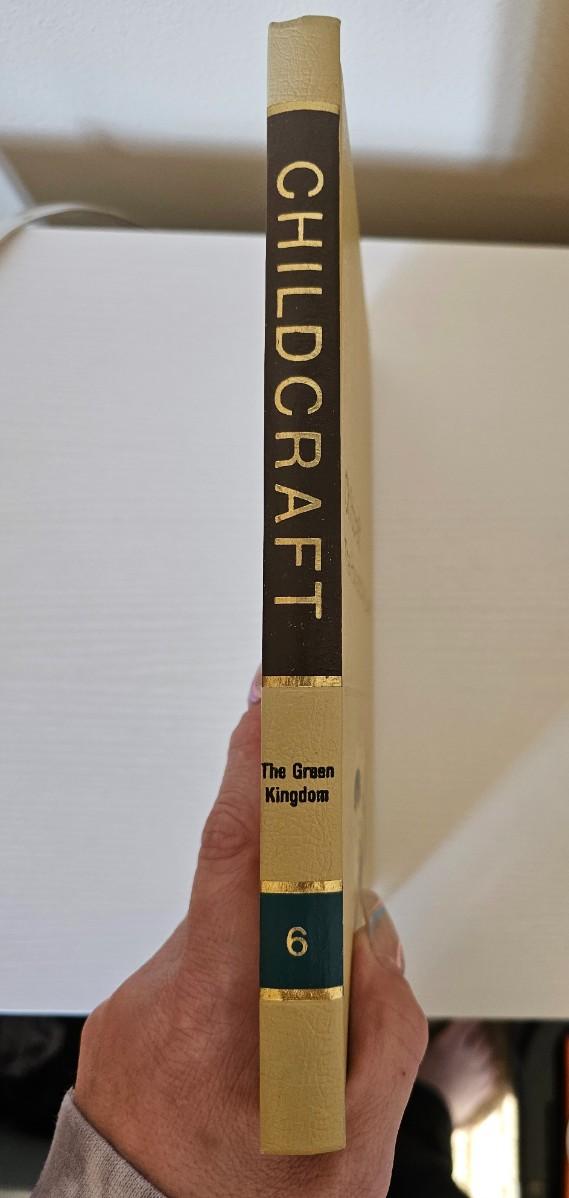 CHILDCRAFT
The Green
Kingdom
6